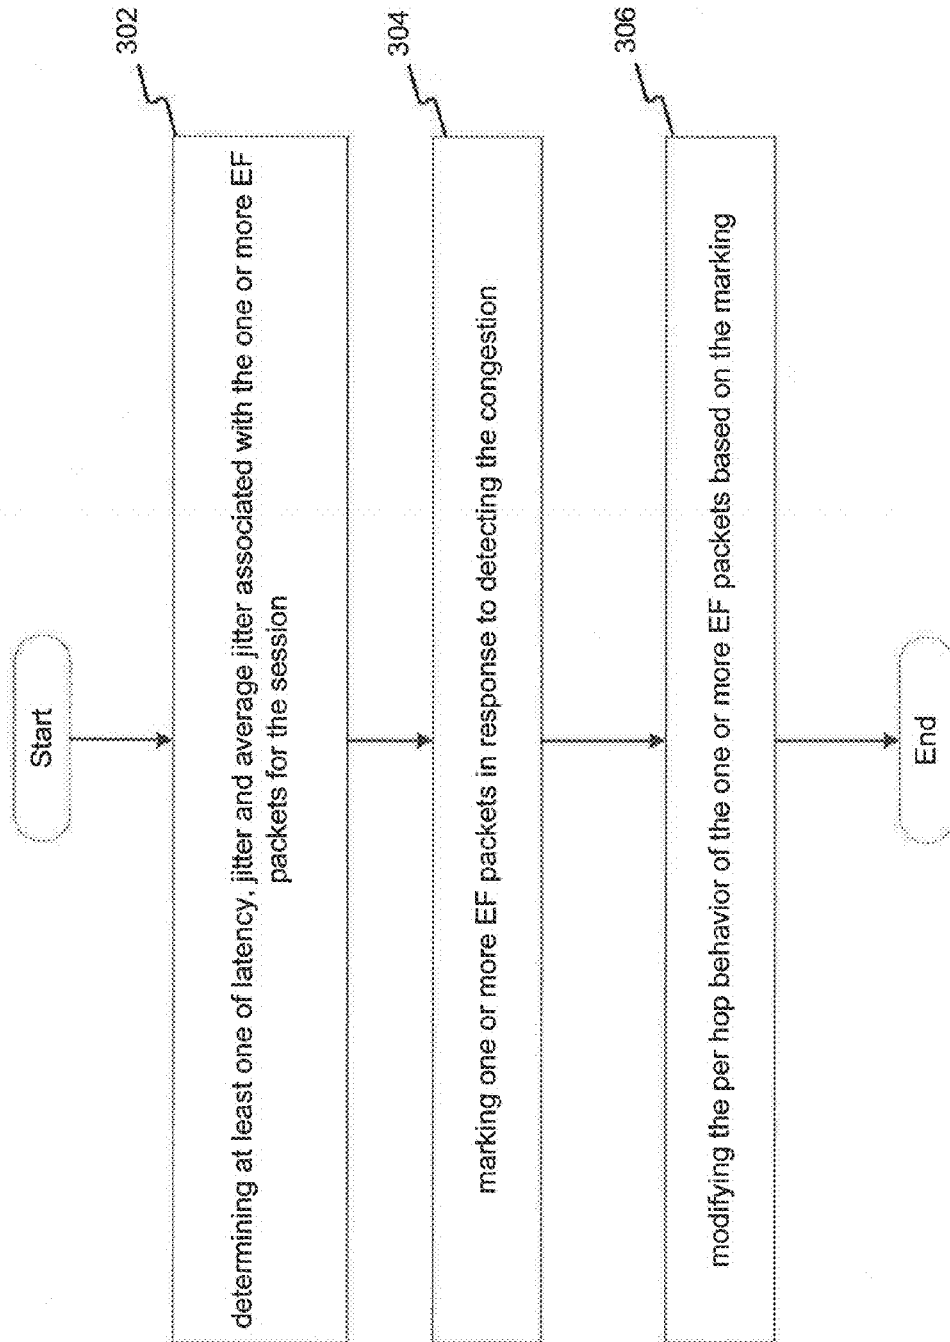 Start
302
determining at least one of latency, jitter and average jitter associated with the one or more EF
packets for the session
304
marking one or more EF packets in response to detecting the congestion
306
modifying the per hop behavior of the one or more EF packets based on the marking
End